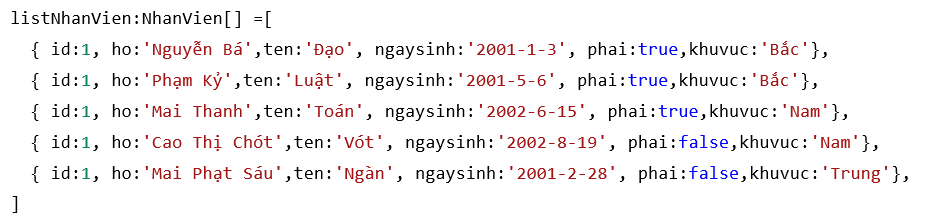 listNhanVien:NhanVien[] =[
{ id:1, ho:'Nguyễn Bá',ten:'Đạo', ngaysinh:'2001-1-3', phai:true,khuvuc:'Bắc'},
{ id:1, ho:'Phạm Kỷ',ten:'Luật', ngaysinh:'2001-5-6', phai:true,khuvuc:'Bắc'},
{ id:1, ho:'Mai Thanh',ten:'Toán', ngaysinh:'2002-6-15', phai:true,khuvuc:'Nam'},
{ id:1, ho:'Cao Thị Chót',ten:'Vót', ngaysinh:'2002-8-19', phai:false,khuvuc:'Nam'},
{ id:1, ho:'Mai Phạt Sáu',ten:'Ngàn', ngaysinh:'2001-2-28', phai:false,khuvuc:'Trung'},
]